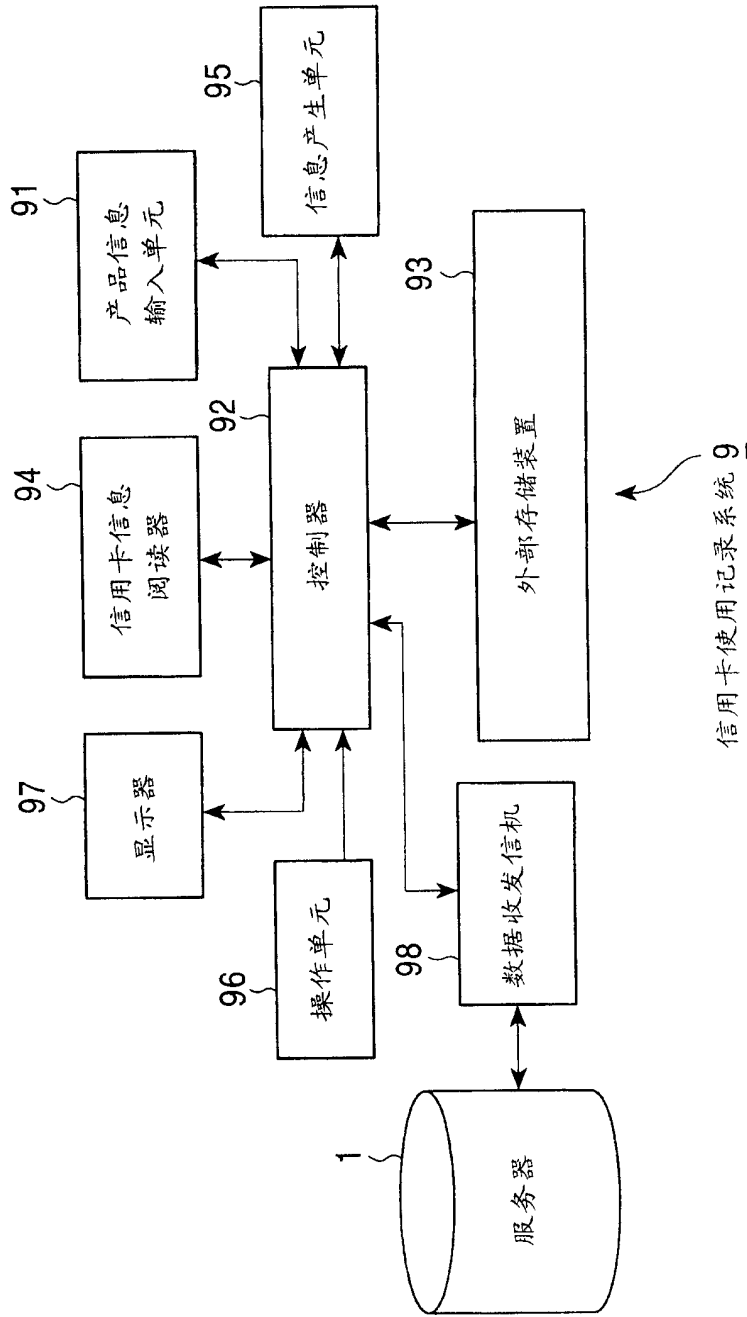 97
显示器
94
信用卡信息
阅读器
91
产品信息
输入单元
96
操作单元
92
控制器
95
信息产生单元
1
服务器
98
数据收发信机
93
外部存储装置
9
信用卡使用记录系统